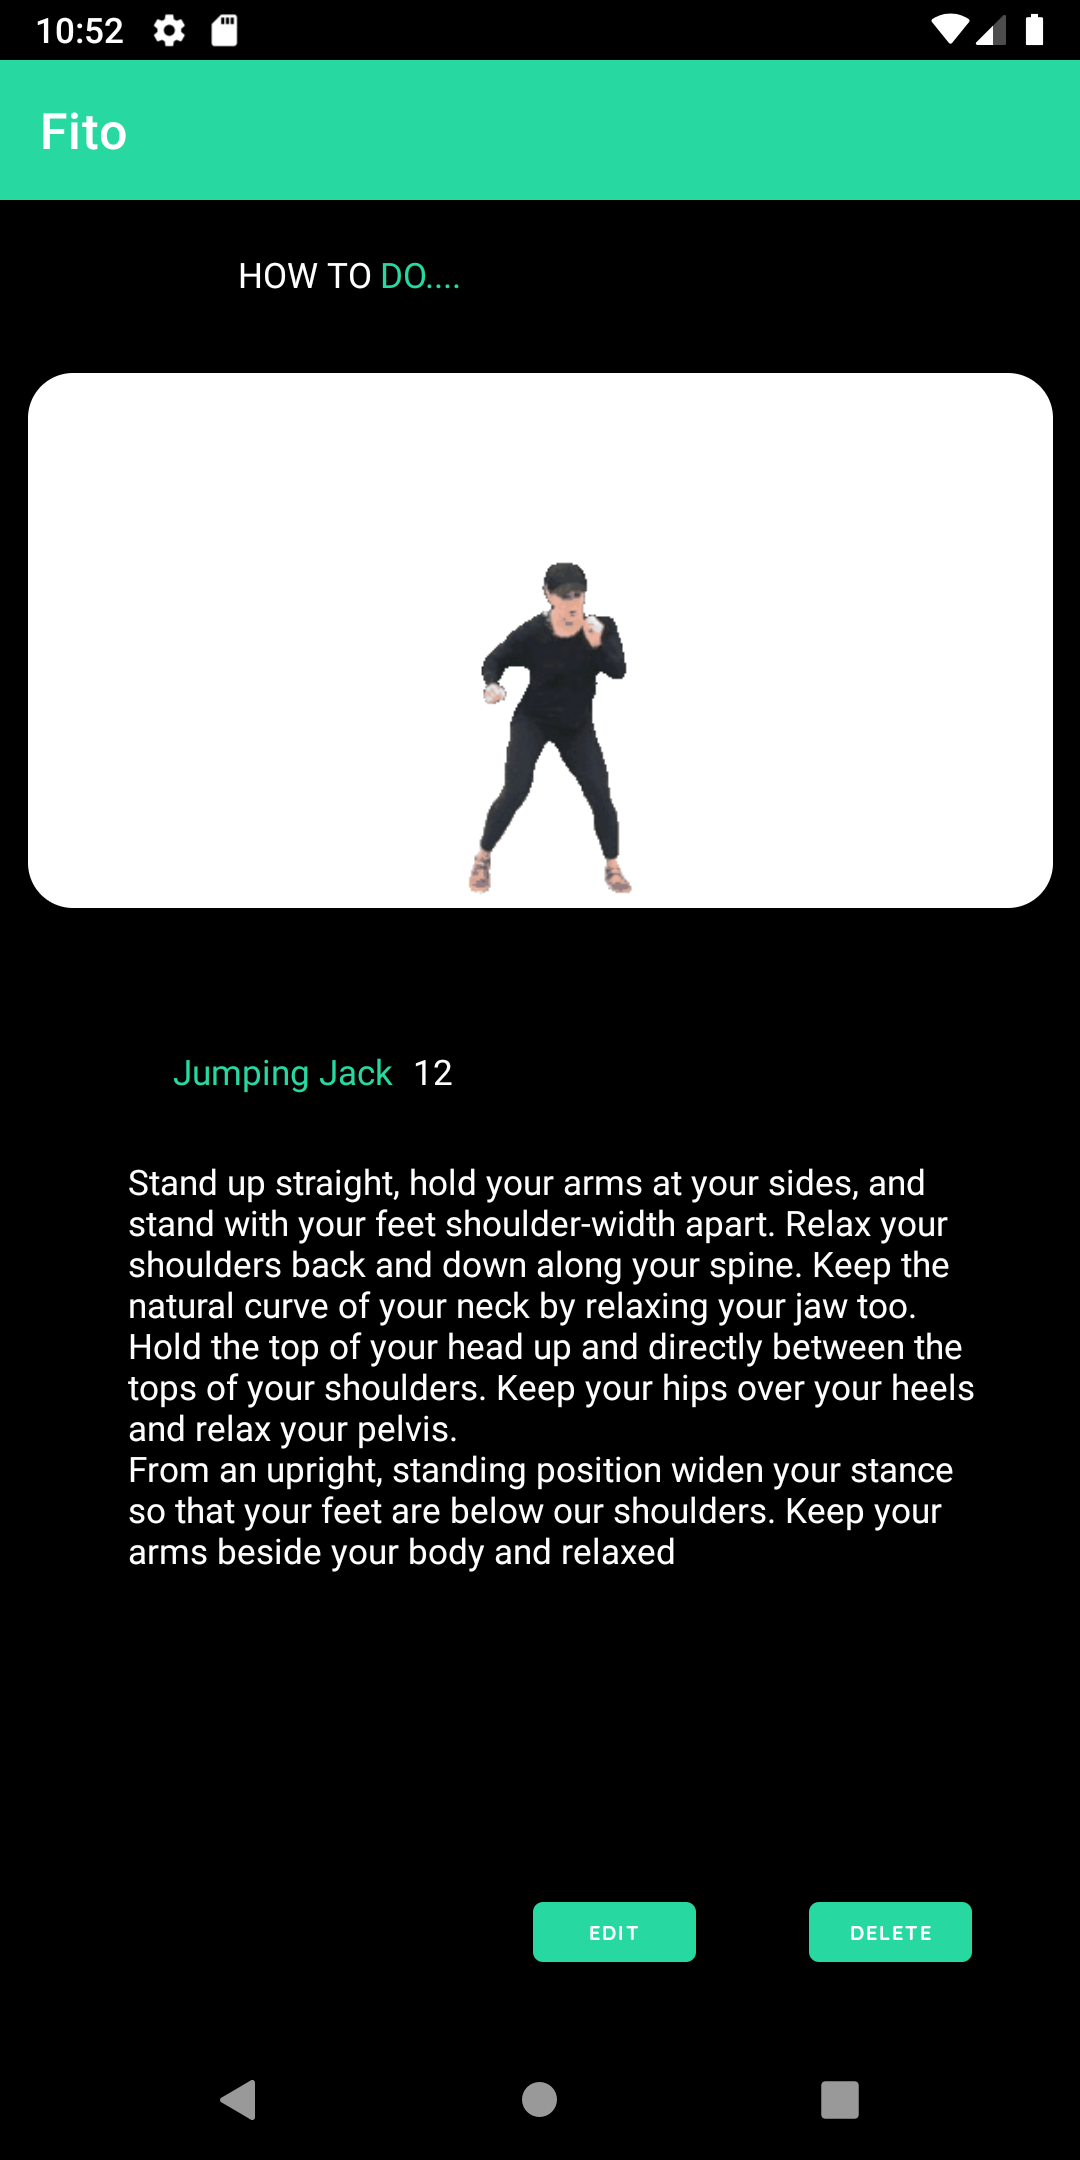 10:52
Fito
HOW TO DO....
Jumping Jack 12
Stand up straight, hold your arms at your sides, and
stand with your feet shoulder-width apart. Relax your
shoulders back and down along your spine. Keep the
natural curve of your neck by relaxing your jaw too.
Hold the top of your head up and directly between the
tops of your shoulders. Keep your hips over your heels
and relax your pelvis.
From an upright, standing position widen your stance
so that your feet are below our shoulders. Keep your
arms beside your body and relaxed
EDIT DELETE